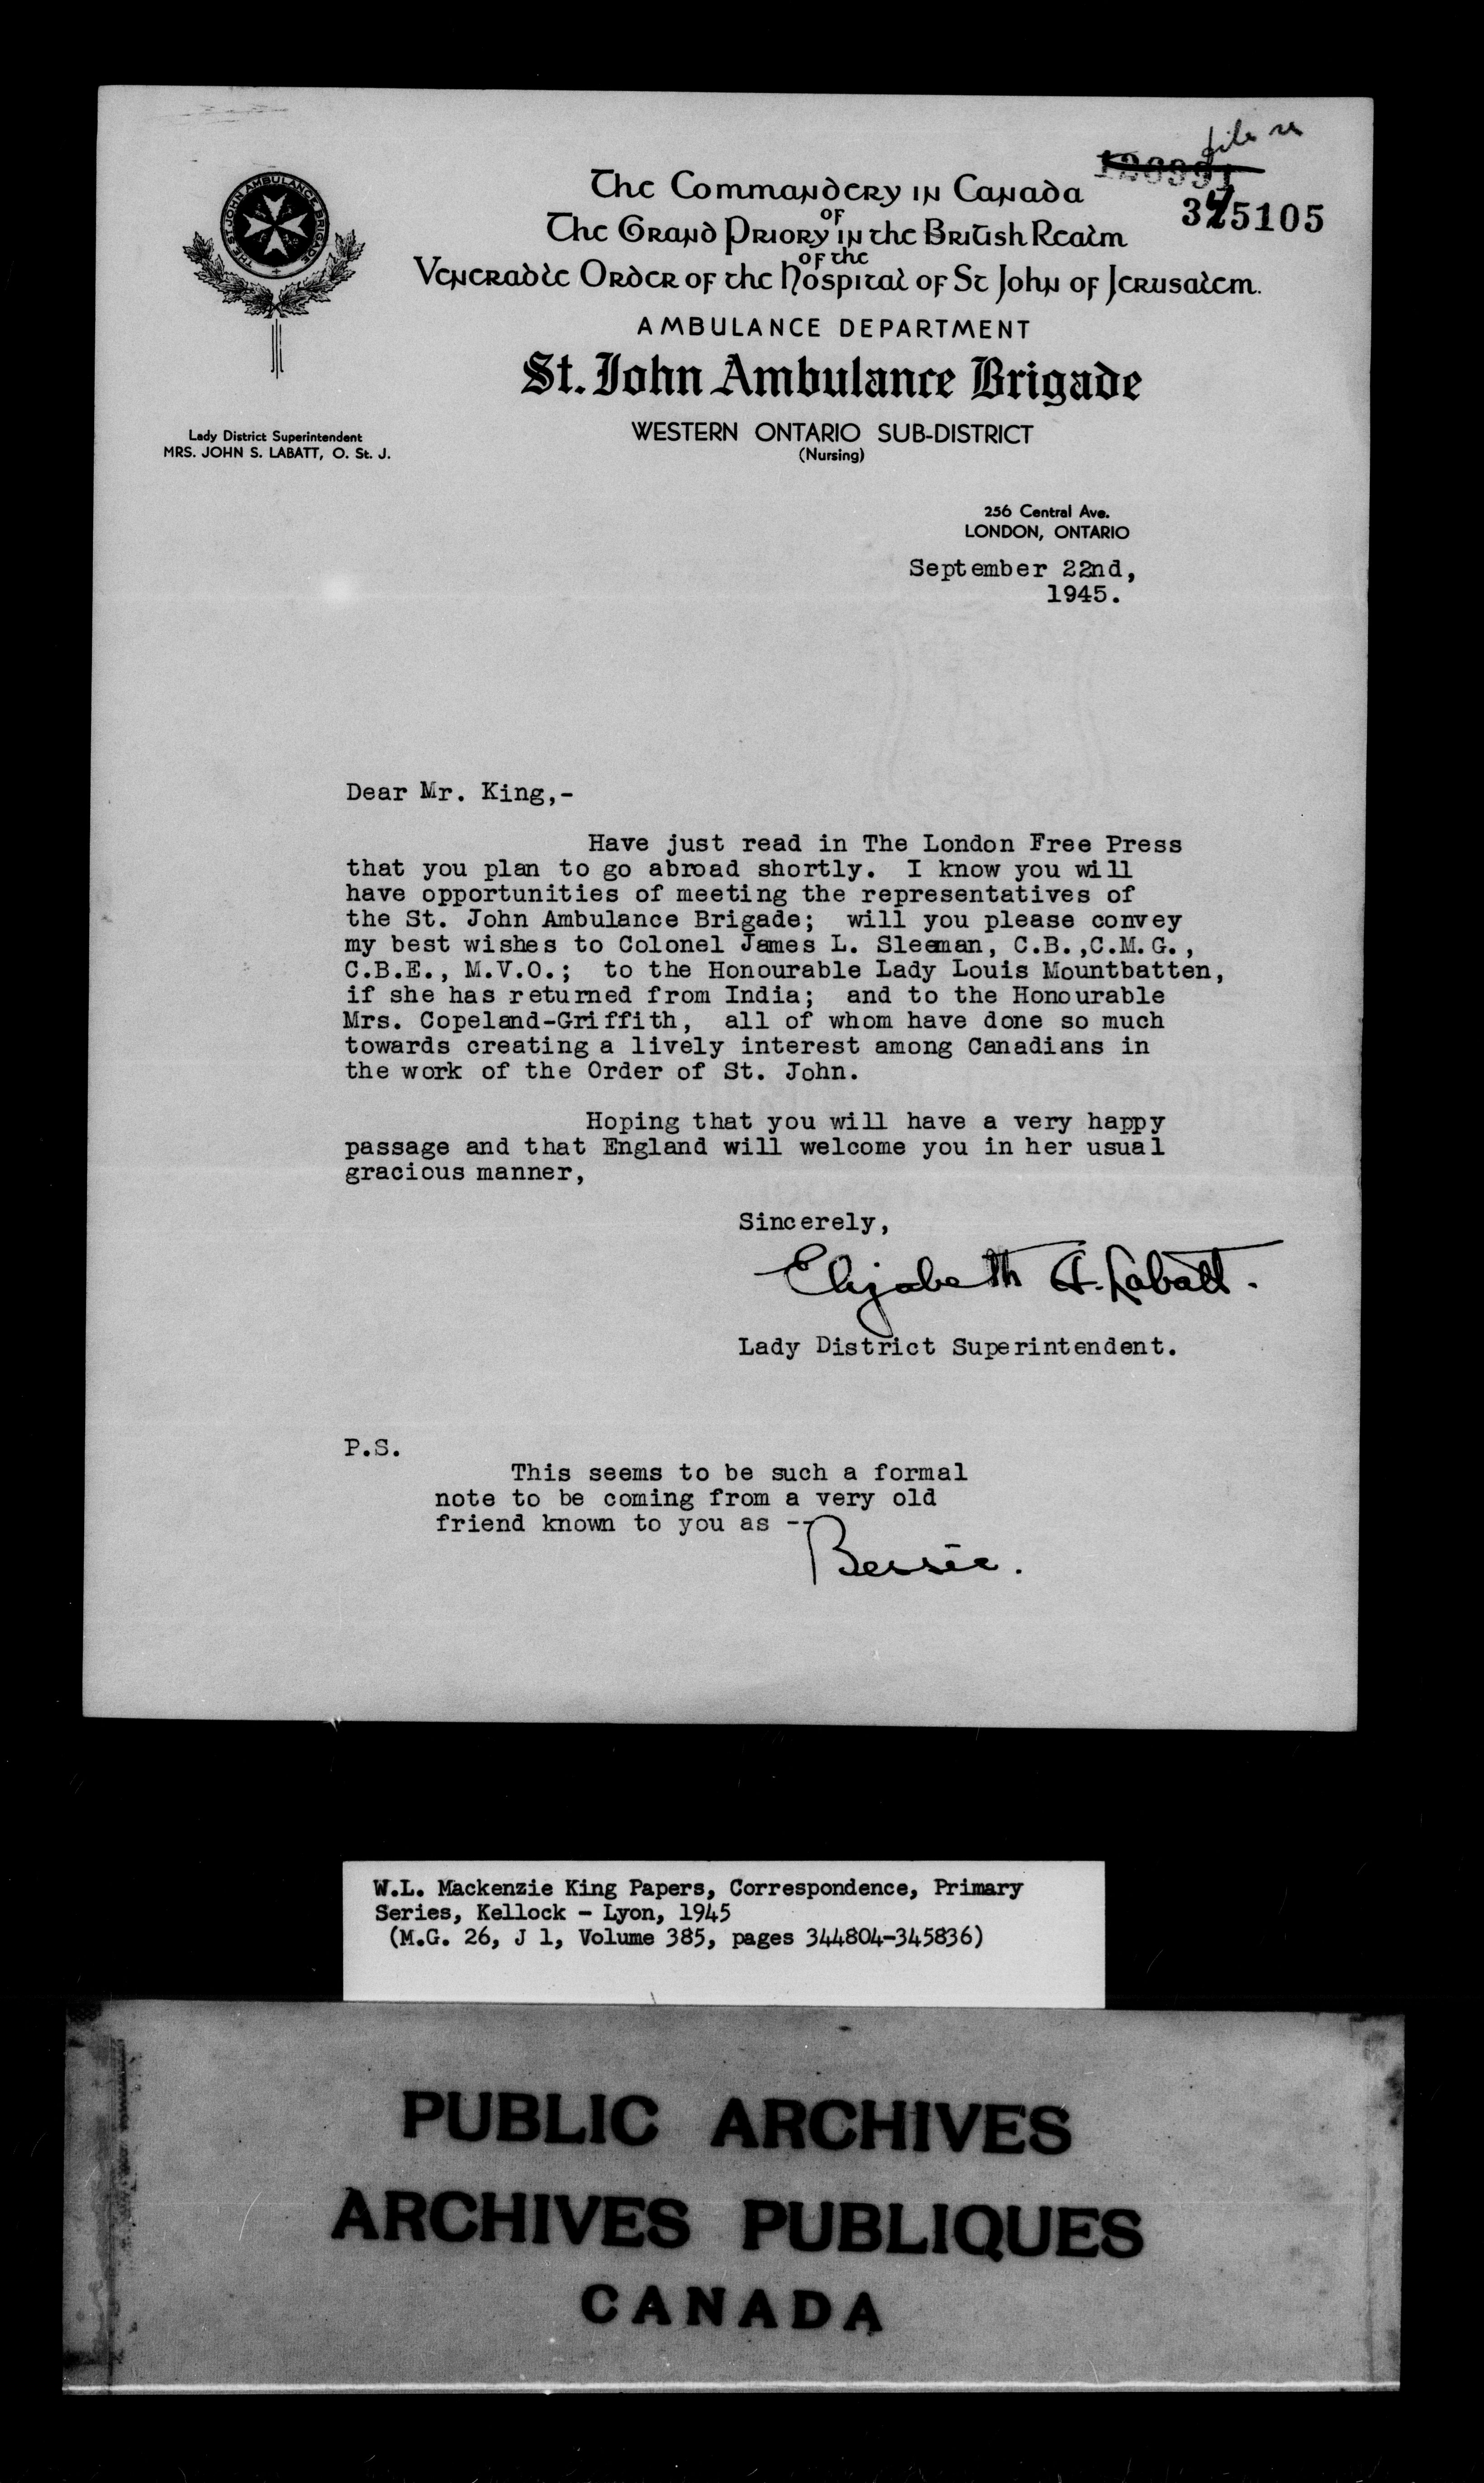 file
345105
THE ST JOHN AMBULANCE BRIGADE
The Commandery in Canada
of
The Grand Priory in the British Realm
of the
Venerable Order of the Hospital of St John of Jerusalem.
AMBULANCE DEPARTMENT
St. John Ambulance Brigade
WESTERN ONTARIO SUB-DISTRICT
(Nursing)
Lady District Superintendent
MRS. JOHN S. LABATT, O. St. J.
256 Central Ave.
LONDON, ONTARIO
September 22nd,
1945.
Dear Mr. King,-
Have just read in The London Free Press
that you plan to go abroad shortly. I know you will
have opportunities of meeting the representatives of
the St. John Ambulance Brigade; will you please convey
my best wishes to Colonel James L. Sleeman, C.B.,C.M.G.,
C.B.E., M.V.O.; to the Honourable Lady Louis Mountbatten,
if she has returned from India; and to the Honourable
Mrs. Copeland-Griffith, all of whom have done so much
towards creating a lively interest among Canadians in
the work of the Order of St. John.
Hoping that you will have a very happy
passage and that England will welcome you in her usual
gracious manner,
Sincerely,
Elizabeth A. Labatt.
Lady District Superintendent.
P.S.
This seems to be such a formal
note to be coming from a very old
friend known to you as --
Bessie.
W.L. Mackenzie King Papers, Correspondence, Primary
Series, Kellock - Lyon, 1945
(M.G. 26, J 1, Volume 385, pages 344804-345836)
PUBLIC ARCHIVES
ARCHIVES PUBLIQUES
CANADA